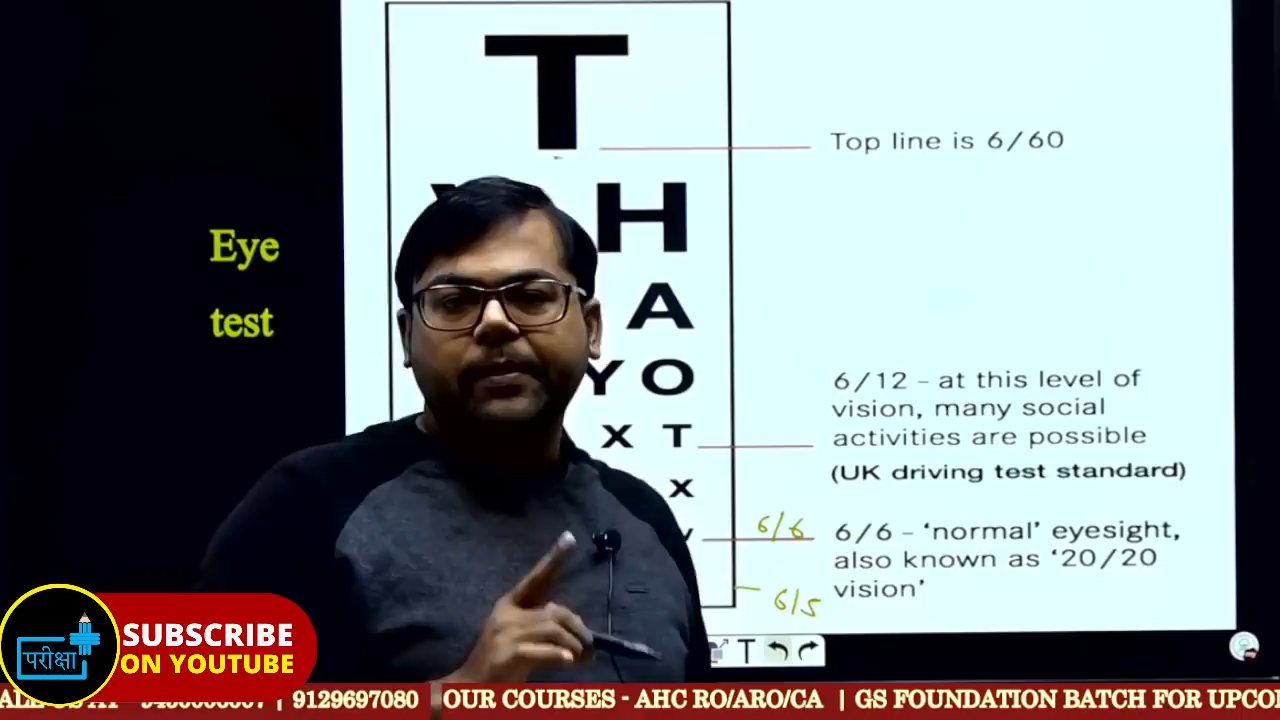 T
Top line is 6/60
H
Eye
A
test
Y O
6/12 – at this level of
vision, many social
activities are possible
X T
(UK driving test standard)
X
6/6
6/6 – ‘normal’ eyesight,
also known as ‘20/20
vision’
6/5
परीक्षा
SUBSCRIBE
ON YOUTUBE
T
| 9129697080 | OUR COURSES - AHC RO/ARO/CA | GS FOUNDATION BATCH FOR